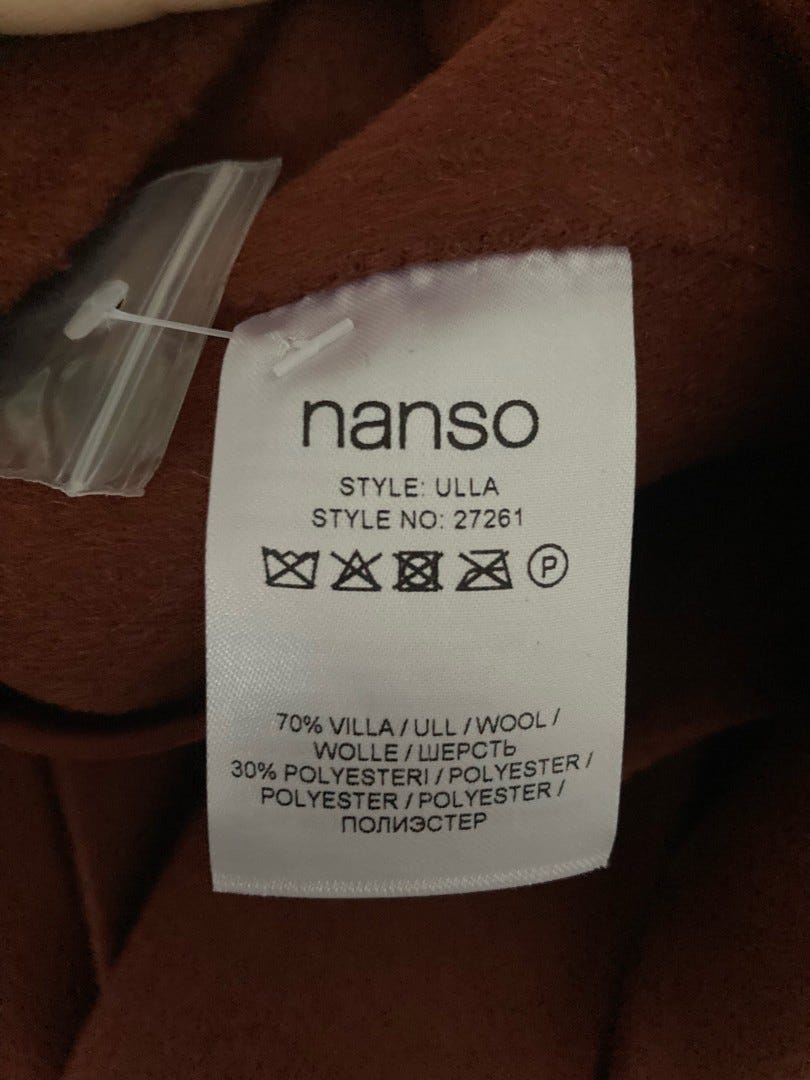 nanso
STYLE: ULLA
STYLE NO: 27261
P
70% VILLA / ULL / WOOL /
WOLLE / ШЕРСТЬ
30% POLYESTERI / POLYESTER /
POLYESTER / POLYESTER /
ПОЛИЭСТЕР